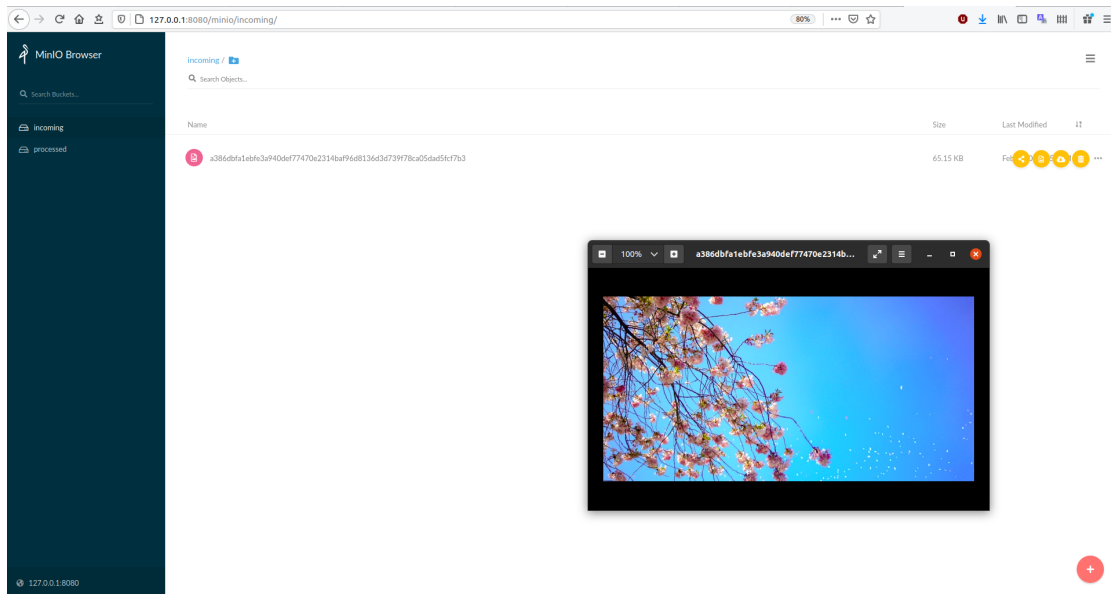 127.0.0.1:8080/minio/incoming/
80%
MinIO Browser
Search Buckets...
incoming
processed
incoming /
Search Objects...
Name Size Last Modified
a386dbfa1ebfe3a940def77470e2314baf96d8136d3d739f78ca05dad5fcf7b3 65.15 KB
100% a386dbfa1ebfe3a940def77470e2314b...
127.0.0.1:8080